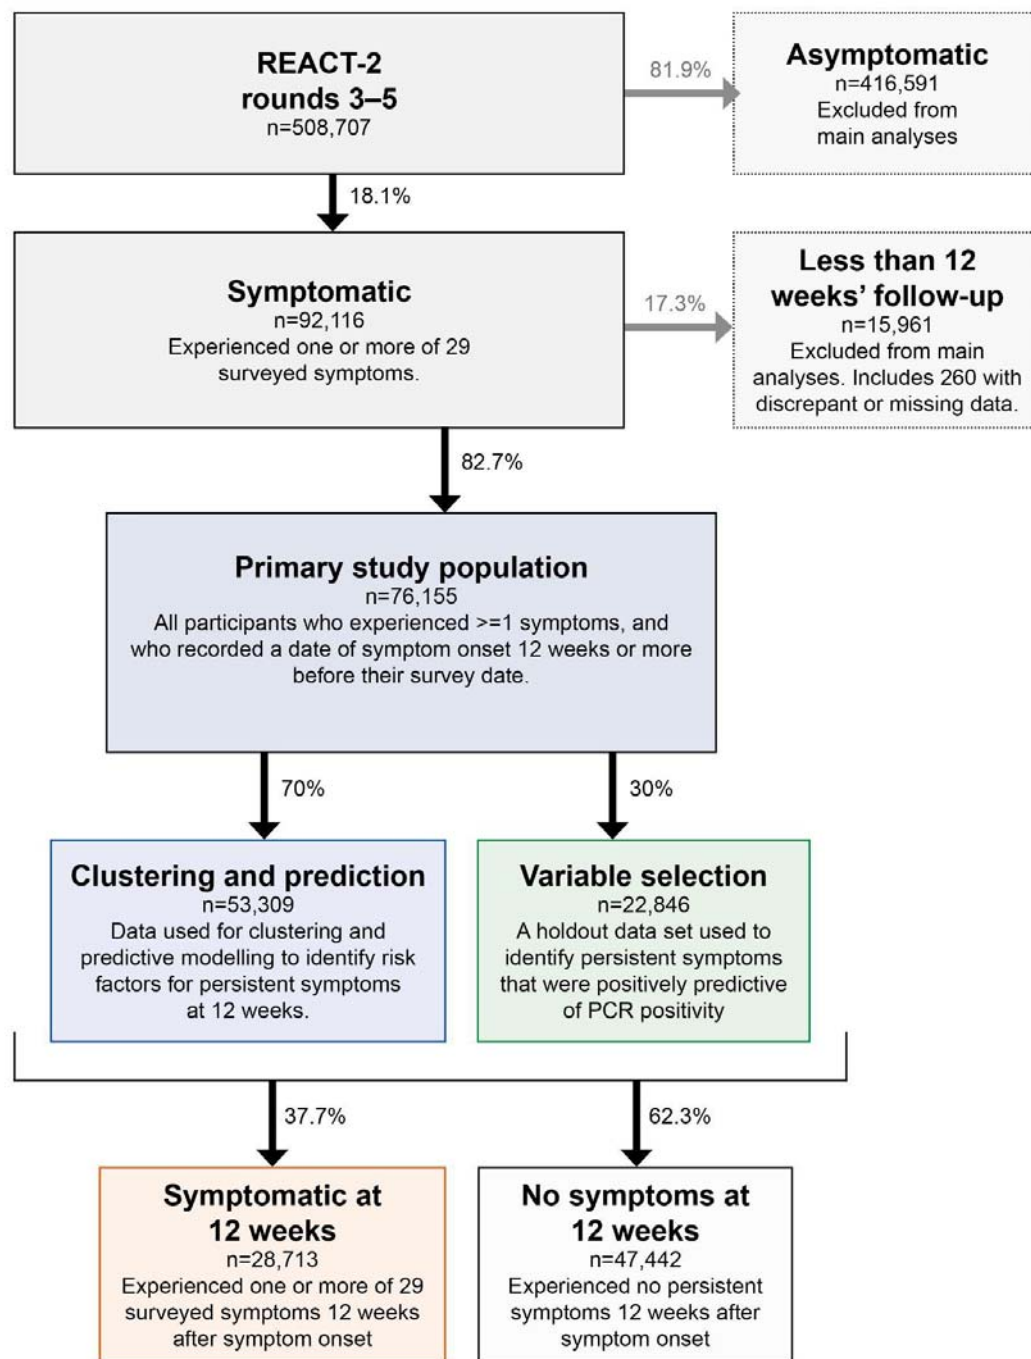 REACT-2
rounds 3–5
n=508,707
81.9%
Asymptomatic
n=416,591
Excluded from
main analyses
18.1%
Symptomatic
n=92,116
Experienced one or more of 29
surveyed symptoms.
17.3%
Less than 12
weeks’ follow-up
n=15,961
Excluded from main
analyses. Includes 260 with
discrepant or missing data.
82.7%
Primary study population
n=76,155
All participants who experienced >=1 symptoms, and
who recorded a date of symptom onset 12 weeks or more
before their survey date.
70%
30%
Clustering and prediction
n=53,309
Data used for clustering and
predictive modelling to identify risk
factors for persistent symptoms
at 12 weeks.
Variable selection
n=22,846
A holdout data set used to
identify persistent symptoms
that were positively predictive
of PCR positivity
37.7%
62.3%
Symptomatic at
12 weeks
n=28,713
Experienced one or more of 29
surveyed symptoms 12 weeks
after symptom onset
No symptoms at
12 weeks
n=47,442
Experienced no persistent
symptoms 12 weeks after
symptom onset